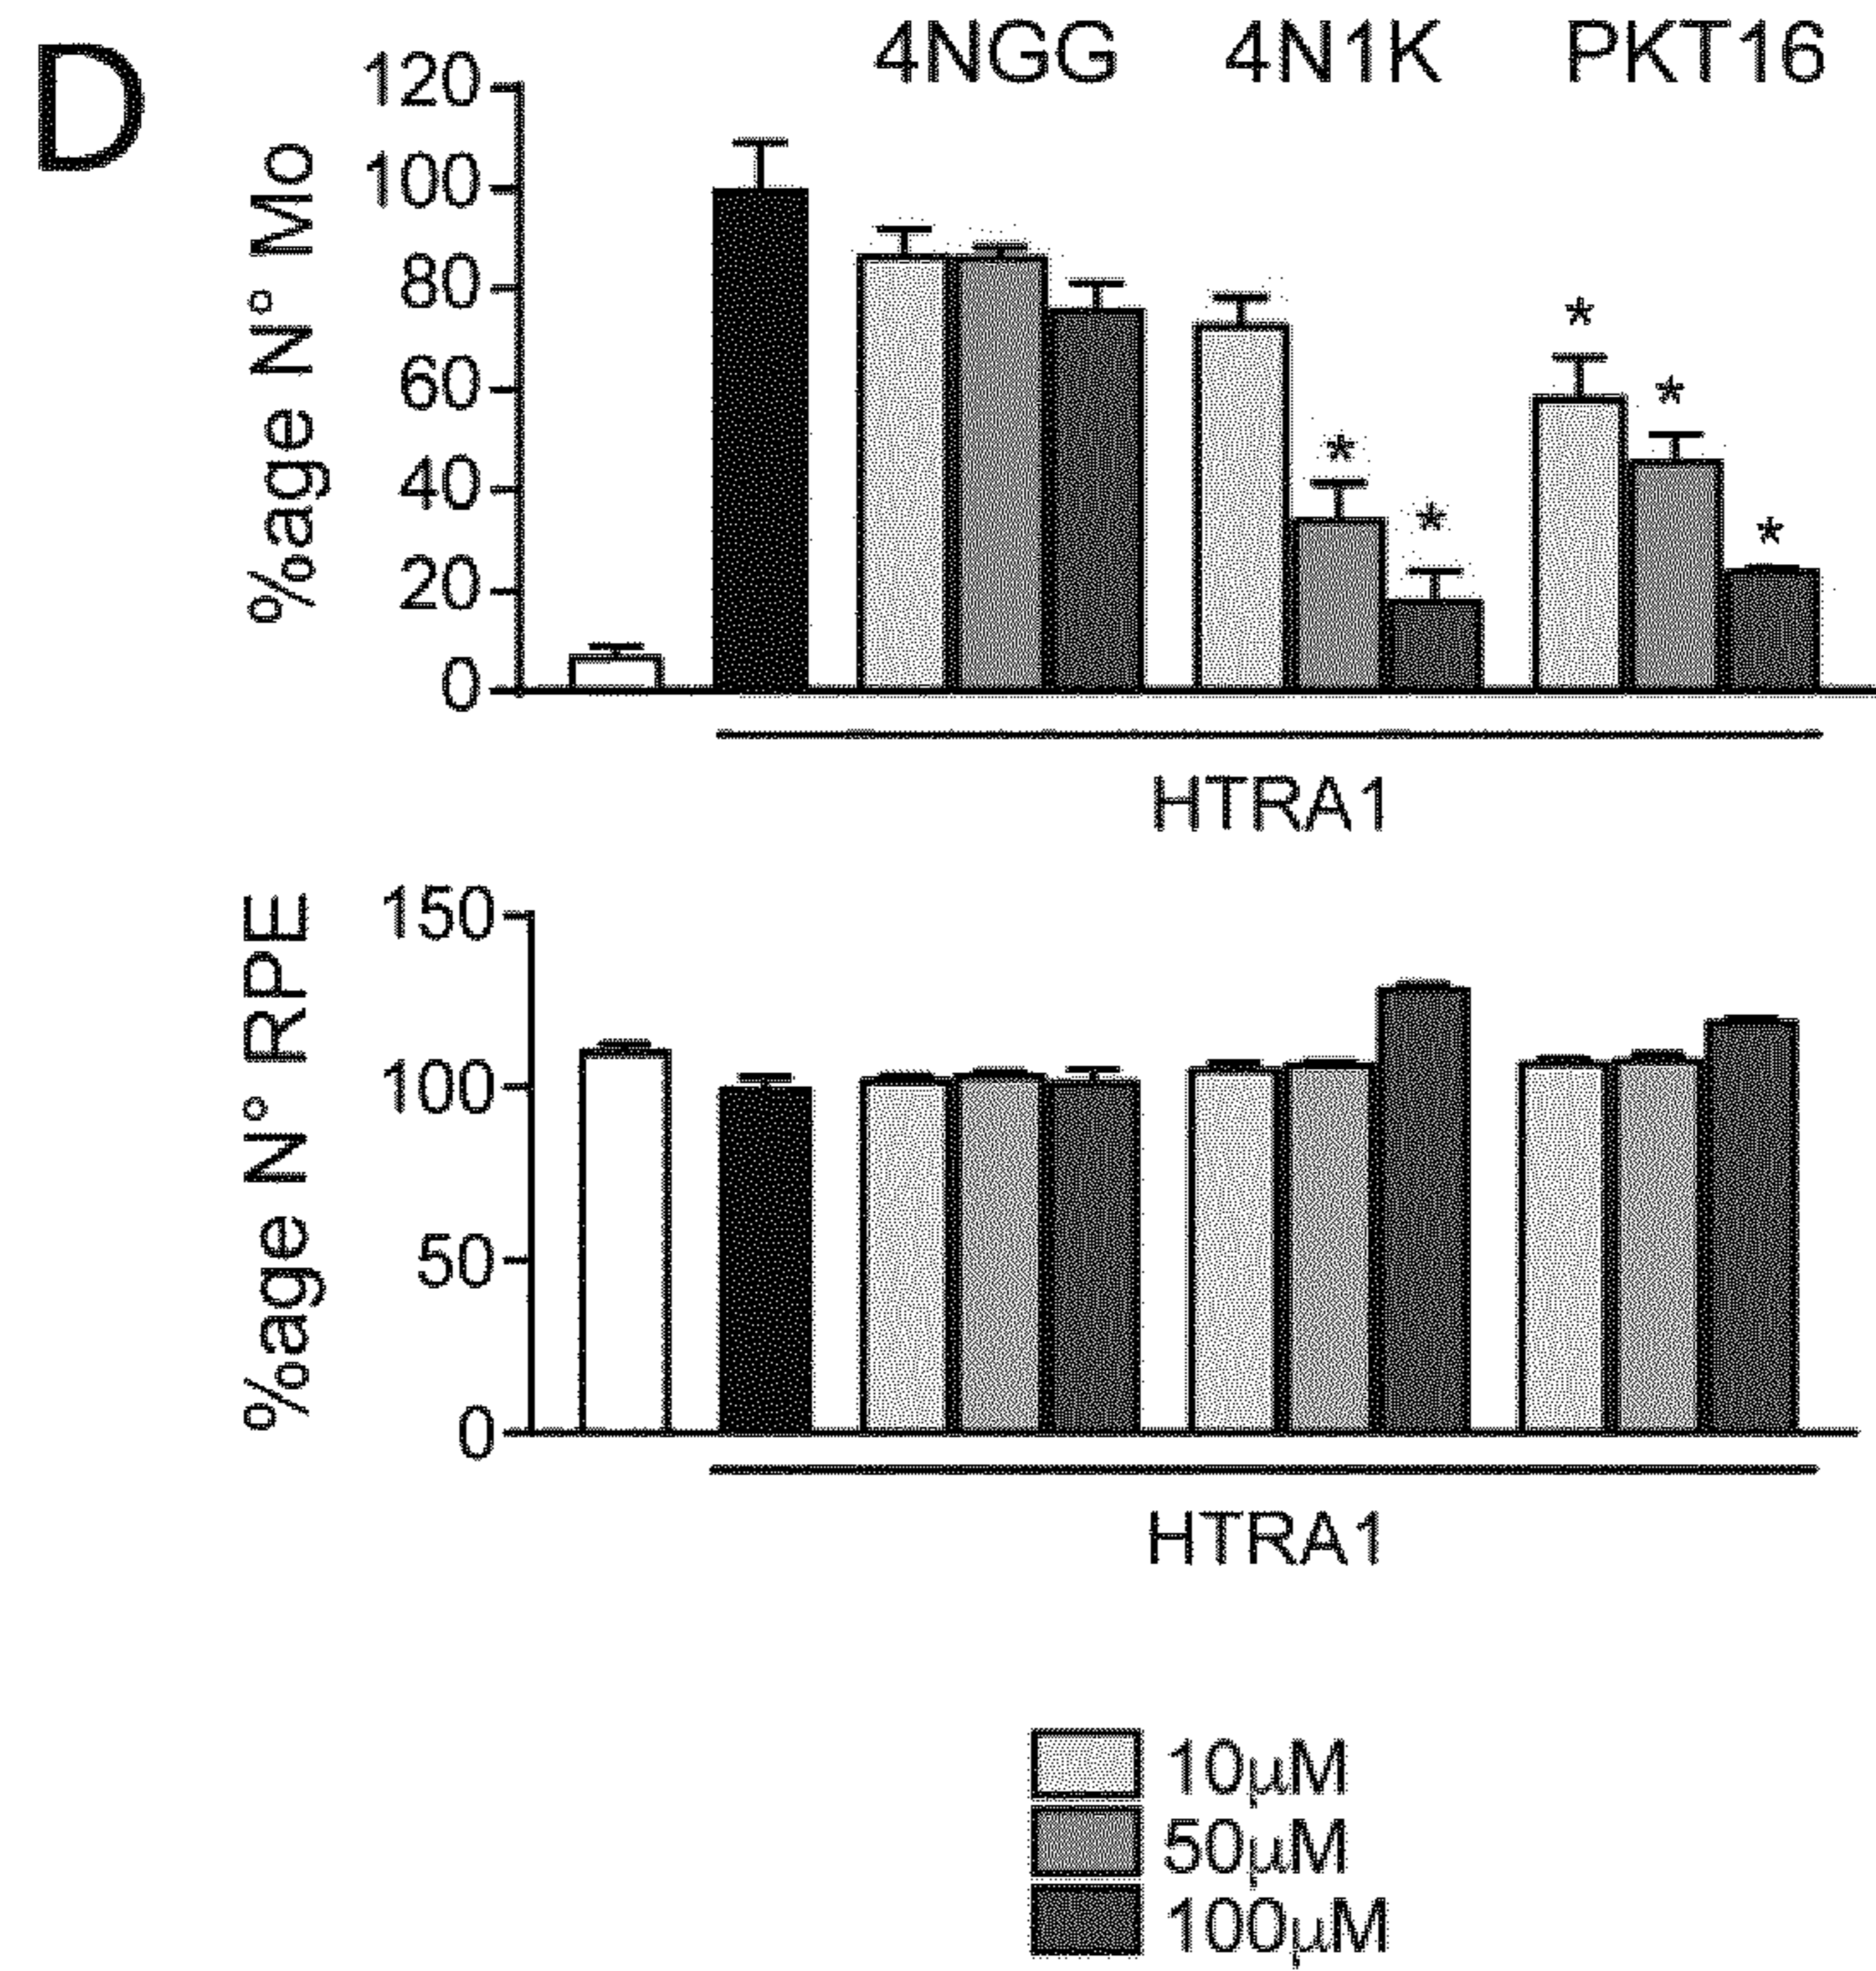 D
4NGG 4N1K PKT16
%age N° Mo
120
100
80
60
40
20
0
* * * * * *
HTRA1
%age N° RPE
150
100
50
0
HTRA1
10µM
50µM
100µM